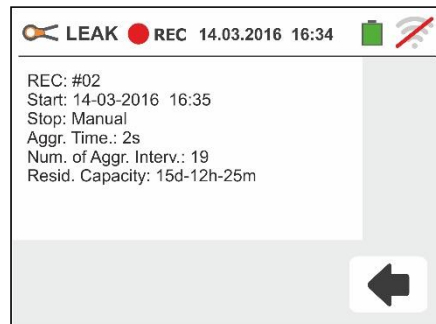 LEAK REC 14.03.2016 16:34
REC: #02
Start: 14-03-2016 16:35
Stop: Manual
Aggr. Time.: 2s
Num. of Aggr. Interv.: 19
Resid. Capacity: 15d-12h-25m